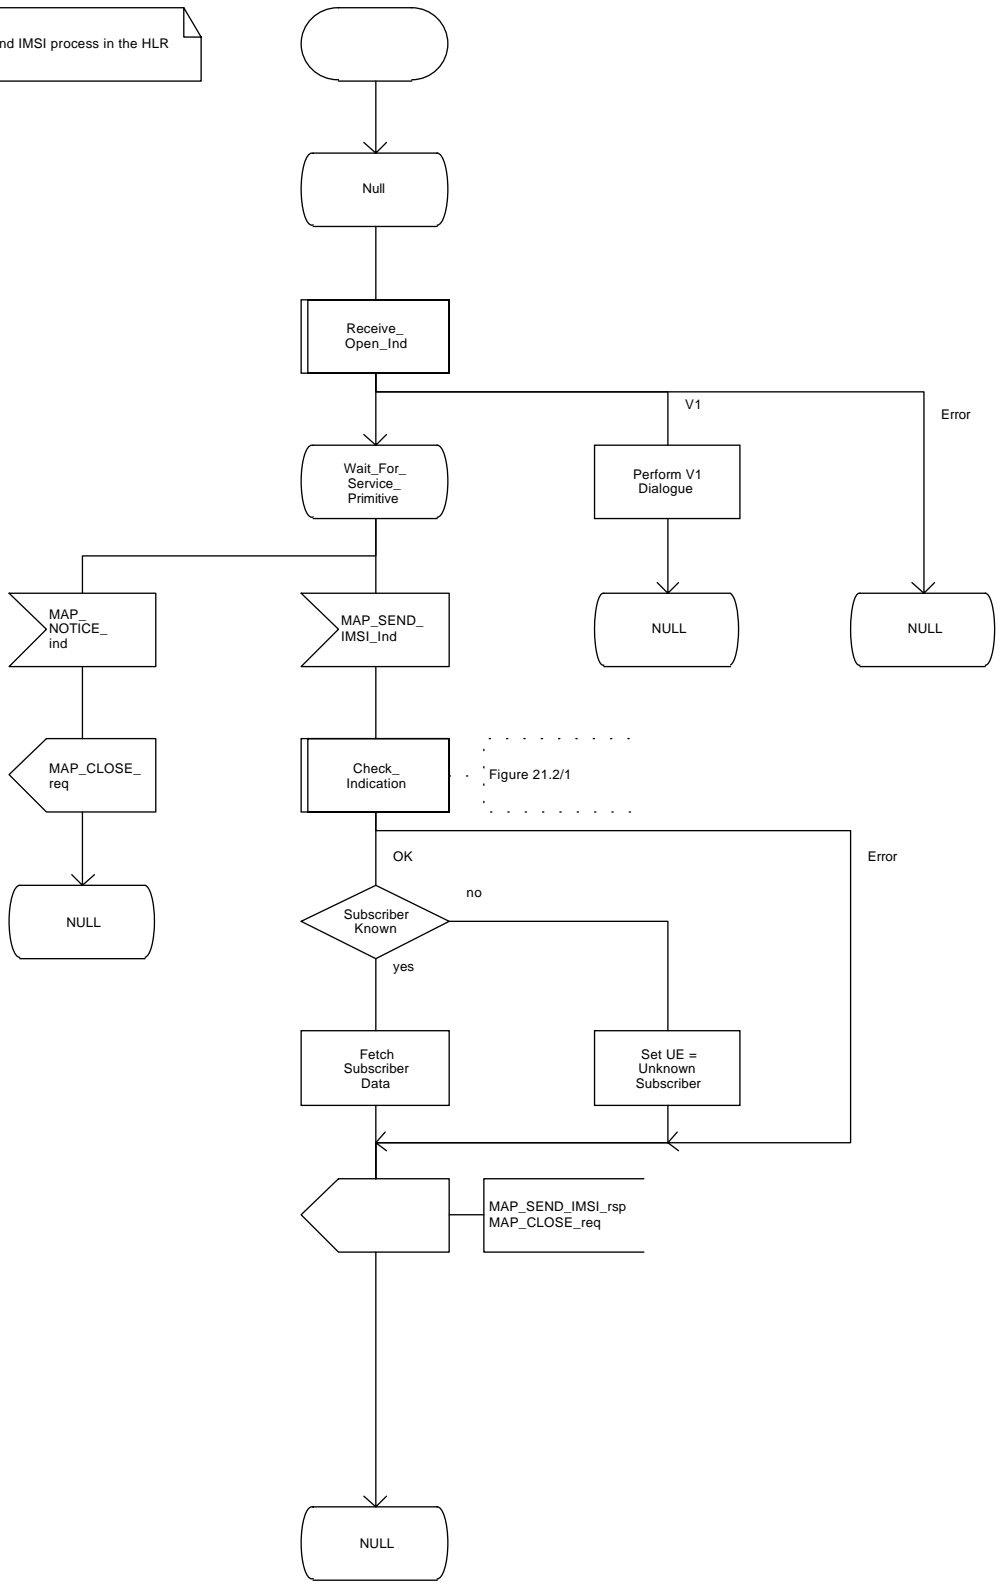 nd IMSI process in the HLR
Null
Receive_
Open_Ind
V1
Error
Wait_For_
Service_
Primitive
Perform V1
Dialogue
MAP_
NOTICE_
ind
MAP_SEND_
IMSI_Ind
NULL
NULL
MAP_CLOSE_
req
Check_
Indication
Figure 21.2/1
OK
Error
no
Subscriber
Known
NULL
yes
Fetch
Subscriber
Data
Set UE =
Unknown
Subscriber
MAP_SEND_IMSI_rsp
MAP_CLOSE_req
NULL